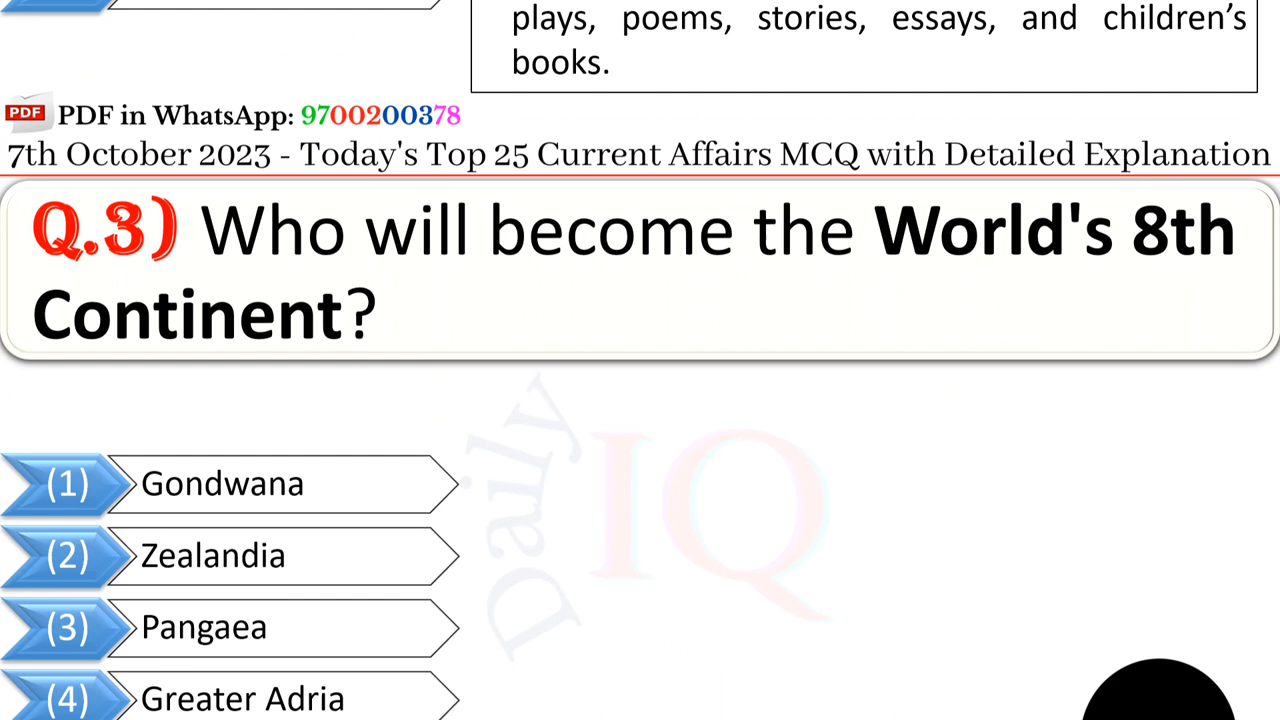 plays, poems, stories, essays, and children’s
books.
PDF PDF in WhatsApp: 9700200378
7th October 2023 - Today's Top 25 Current Affairs MCQ with Detailed Explanation
Q.3) Who will become the World's 8th
Continent?
Daily IQ
(1) Gondwana
(2) Zealandia
(3) Pangaea
(4) Greater Adria